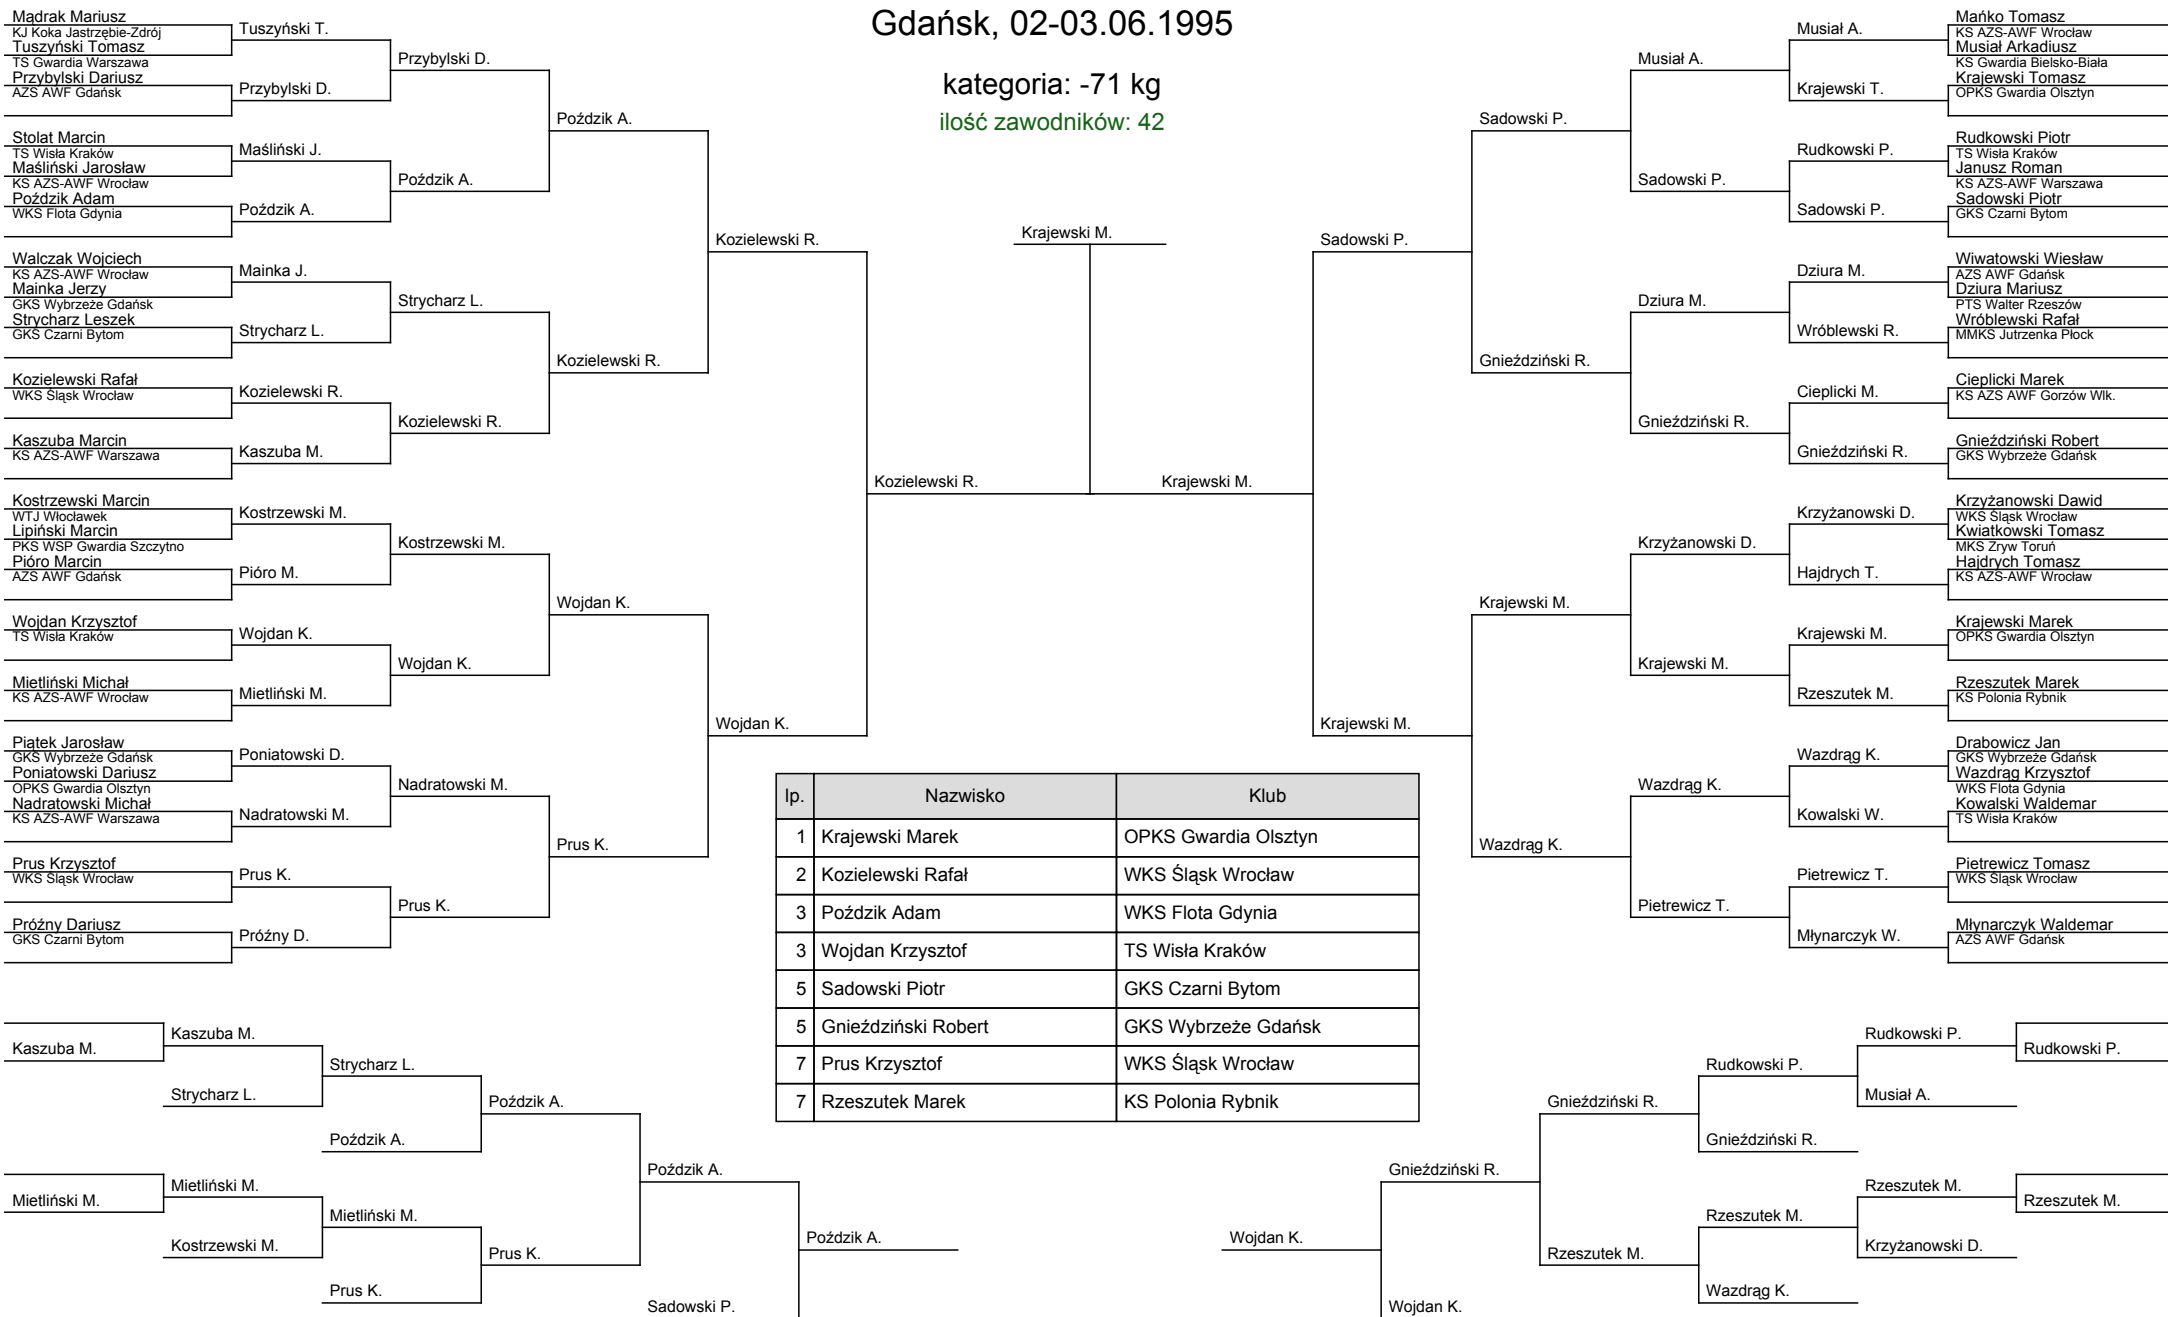 Gdańsk, 02-03.06.1995
kategoria: -71 kg
ilość zawodników: 42
Mądrak Mariusz
KJ Koka Jastrzębie-Zdrój
Tuszyński Tomasz
TS Gwardia Warszawa
Przybylski Dariusz
AZS AWF Gdańsk
Stolat Marcin
TS Wisła Kraków
Maśliński Jarosław
KS AZS-AWF Wrocław
Poździk Adam
WKS Flota Gdynia
Walczak Wojciech
KS AZS-AWF Wrocław
Mainka Jerzy
GKS Wybrzeże Gdańsk
Strycharz Leszek
GKS Czarni Bytom
Kozielewski Rafał
WKS Śląsk Wrocław
Kaszuba Marcin
KS AZS-AWF Warszawa
Kostrzewski Marcin
WTJ Włocławek
Lipiński Marcin
PKS WSP Gwardia Szczytno
Pióro Marcin
AZS AWF Gdańsk
Wojdan Krzysztof
TS Wisła Kraków
Mietliński Michał
KS AZS-AWF Wrocław
Piątek Jarosław
GKS Wybrzeże Gdańsk
Poniatowski Dariusz
OPKS Gwardia Olsztyn
Nadratowski Michał
KS AZS-AWF Warszawa
Prus Krzysztof
WKS Śląsk Wrocław
Próżny Dariusz
GKS Czarni Bytom
Tuszyński T.
Przybylski D.
Maśliński J.
Poździk A.
Mainka J.
Strycharz L.
Kozielewski R.
Kaszuba M.
Kostrzewski M.
Pióro M.
Wojdan K.
Mietliński M.
Poniatowski D.
Nadratowski M.
Prus K.
Próżny D.
Przybylski D.
Poździk A.
Strycharz L.
Kozielewski R.
Kostrzewski M.
Wojdan K.
Nadratowski M.
Prus K.
Poździk A.
Kozielewski R.
Wojdan K.
Prus K.
Kozielewski R.
Wojdan K.
Kozielewski R.
Krajewski M.
Krajewski M.
Sadowski P.
Krajewski M.
Sadowski P.
Gnieździński R.
Krajewski M.
Wazdrąg K.
Musiał A.
Sadowski P.
Dziura M.
Gnieździński R.
Krzyżanowski D.
Krajewski M.
Wazdrąg K.
Pietrewicz T.
Musiał A.
Krajewski T.
Rudkowski P.
Sadowski P.
Dziura M.
Wróblewski R.
Cieplicki M.
Gnieździński R.
Krzyżanowski D.
Hajdrych T.
Krajewski M.
Rzeszutek M.
Wazdrąg K.
Kowalski W.
Pietrewicz T.
Młynarczyk W.
Mańko Tomasz
KS AZS-AWF Wrocław
Musiał Arkadiusz
KS Gwardia Bielsko-Biała
Krajewski Tomasz
OPKS Gwardia Olsztyn
Rudkowski Piotr
TS Wisła Kraków
Janusz Roman
KS AZS-AWF Warszawa
Sadowski Piotr
GKS Czarni Bytom
Wiwatowski Wiesław
AZS AWF Gdańsk
Dziura Mariusz
PTS Walter Rzeszów
Wróblewski Rafał
MMKS Jutrzenka Płock
Cieplicki Marek
KS AZS AWF Gorzów Wlk.
Gnieździński Robert
GKS Wybrzeże Gdańsk
Krzyżanowski Dawid
WKS Śląsk Wrocław
Kwiatkowski Tomasz
MKS Zryw Toruń
Hajdrych Tomasz
KS AZS-AWF Wrocław
Krajewski Marek
OPKS Gwardia Olsztyn
Rzeszutek Marek
KS Polonia Rybnik
Drabowicz Jan
GKS Wybrzeże Gdańsk
Wazdrąg Krzysztof
WKS Flota Gdynia
Kowalski Waldemar
TS Wisła Kraków
Pietrewicz Tomasz
WKS Śląsk Wrocław
Młynarczyk Waldemar
AZS AWF Gdańsk
lp. Nazwisko Klub
1 Krajewski Marek OPKS Gwardia Olsztyn
2 Kozielewski Rafał WKS Śląsk Wrocław
3 Poździk Adam WKS Flota Gdynia
3 Wojdan Krzysztof TS Wisła Kraków
5 Sadowski Piotr GKS Czarni Bytom
5 Gnieździński Robert GKS Wybrzeże Gdańsk
7 Prus Krzysztof WKS Śląsk Wrocław
7 Rzeszutek Marek KS Polonia Rybnik
Kaszuba M.
Mietliński M.
Kaszuba M.
Strycharz L.
Mietliński M.
Kostrzewski M.
Strycharz L.
Poździk A.
Mietliński M.
Prus K.
Poździk A.
Prus K.
Poździk A.
Sadowski P.
Poździk A.
Wojdan K.
Gnieździński R.
Wojdan K.
Gnieździński R.
Rzeszutek M.
Rudkowski P.
Gnieździński R.
Rzeszutek M.
Wazdrąg K.
Rudkowski P.
Musiał A.
Rzeszutek M.
Krzyżanowski D.
Rudkowski P.
Rzeszutek M.